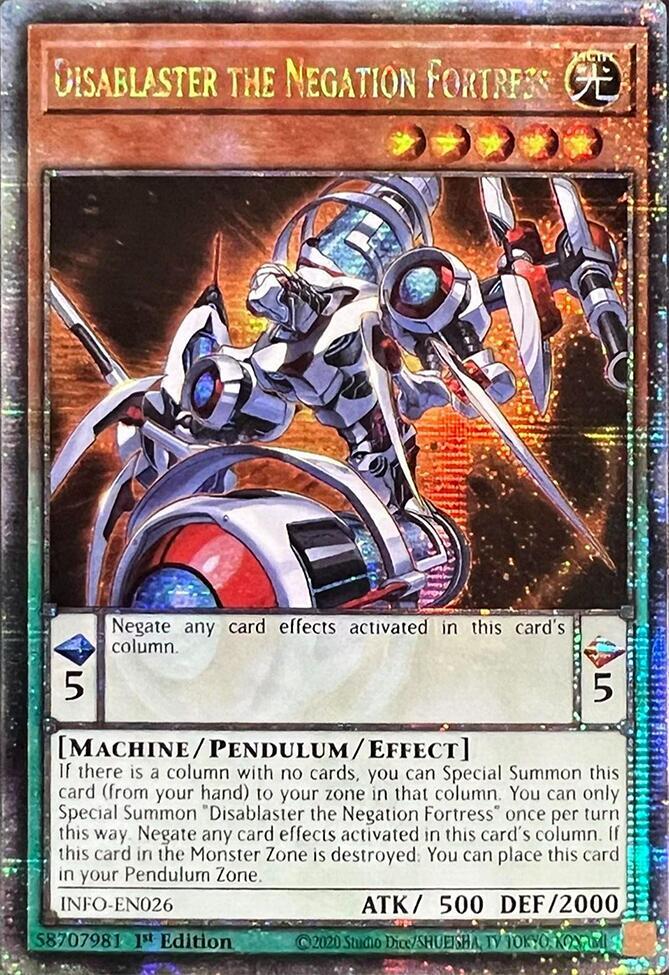 DISABLASTER THE NEGATION FORTRESS
LIGHT
光
Negate any card effects activated in this card's
column.
5
5
[MACHINE/PENDULUM/EFFECT]
If there is a column with no cards, you can Special Summon this
card (from your hand) to your zone in that column. You can only
Special Summon "Disablaster the Negation Fortress" once per turn
this way. Negate any card effects activated in this card's column. If
this card in the Monster Zone is destroyed: You can place this card
in your Pendulum Zone.
INFO-EN026
ATK/ 500 DEF/2000
58707981 1st Edition
©2020 Studio Dice/SHUEISHA, TV TOKYO, KONAMI